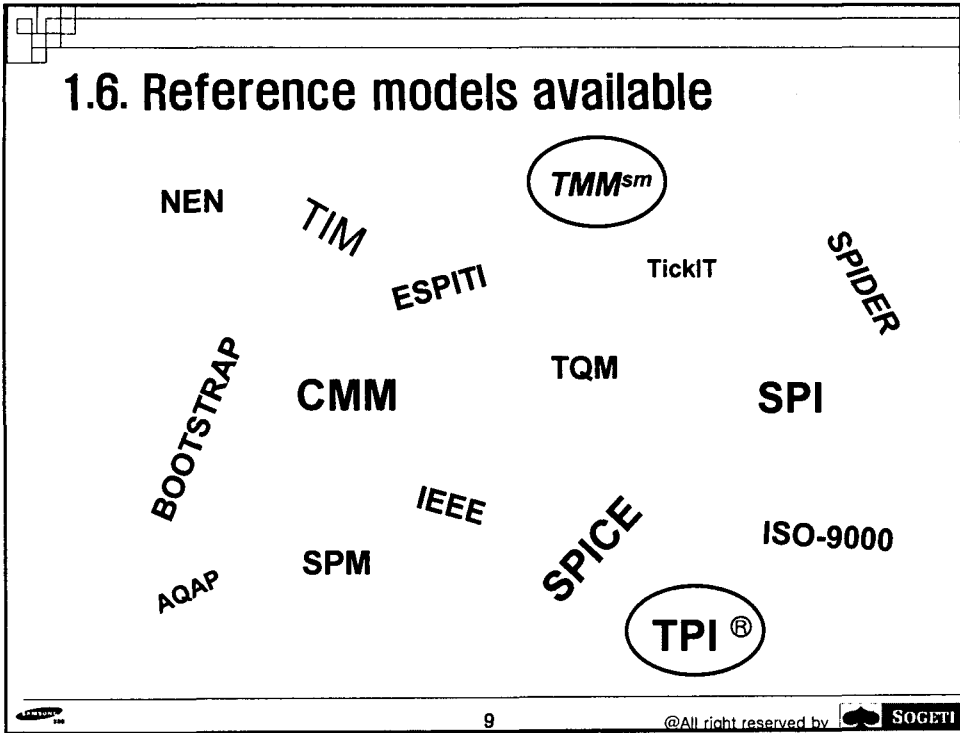 1.6. Reference models available
TMMsm
NEN
TIM
TickIT
SPIDER
ESPITI
BOOTSTRAP
CMM
TQM
SPI
IEEE
SPICE
ISO-9000
SPM
AQAP
TPI ®
SAMSUNG
9
@All right reserved by SOGETI